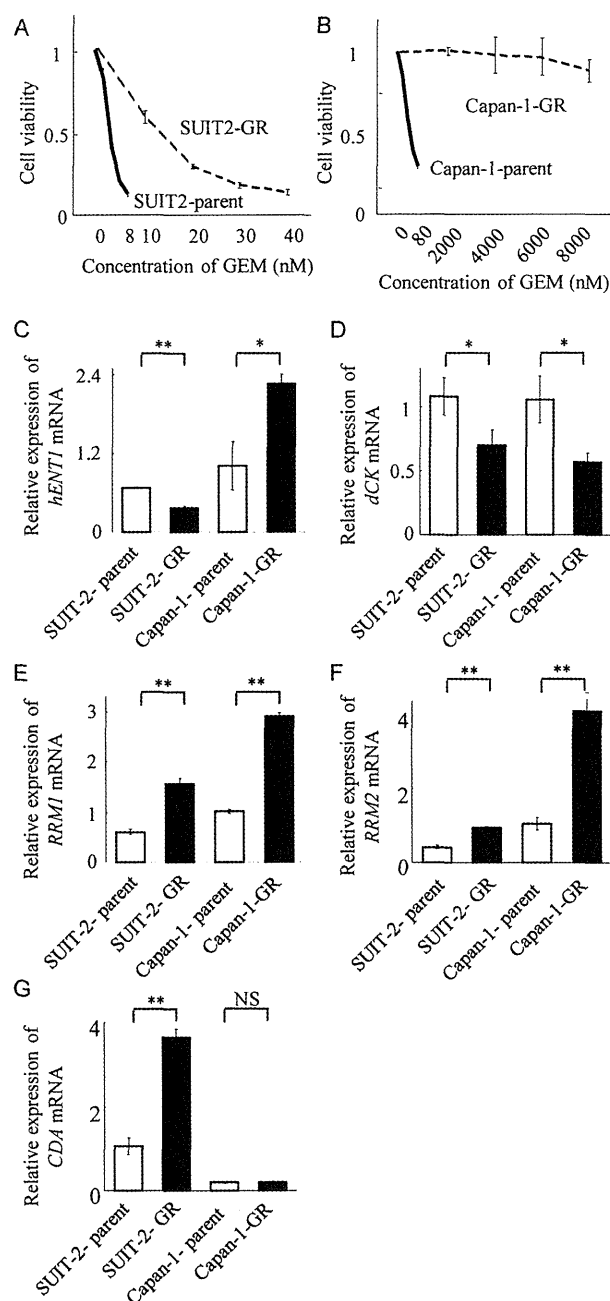 A
Cell viability
1
0.5
0
SUIT2-GR
SUIT2-parent
0 8 10 20 30 40
Concentration of GEM (nM)
B
Cell viability
1
0.5
0
Capan-1-GR
Capan-1-parent
0 80 2000 4000 6000 8000
Concentration of GEM (nM)
C
Relative expression of
hENT1 mRNA
2.4
1.2
0
** *
SUIT-2- parent
SUIT-2- GR
Capan-1- parent
Capan-1-GR
D
Relative expression of
dCK mRNA
1
0.5
0
* *
SUIT-2- parent
SUIT-2- GR
Capan-1- parent
Capan-1-GR
E
Relative expression of
RRM1 mRNA
3
2
1
0
** **
SUIT-2- parent
SUIT-2- GR
Capan-1- parent
Capan-1-GR
F
Relative expression of
RRM2 mRNA
4
2
0
** **
SUIT-2- parent
SUIT-2- GR
Capan-1- parent
Capan-1-GR
G
Relative expression of
CDA mRNA
4
2
0
** NS
SUIT-2- parent
SUIT-2- GR
Capan-1- parent
Capan-1-GR